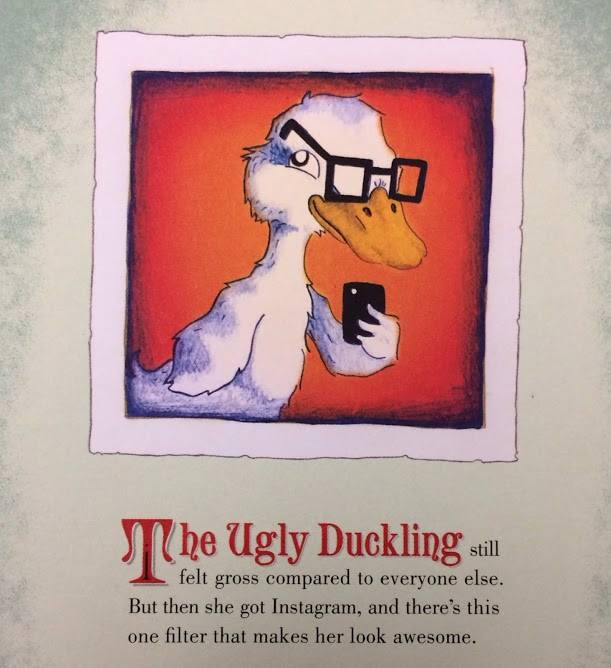 The Ugly Duckling still
felt gross compared to everyone else.
But then she got Instagram, and there's this
one filter that makes her look awesome.